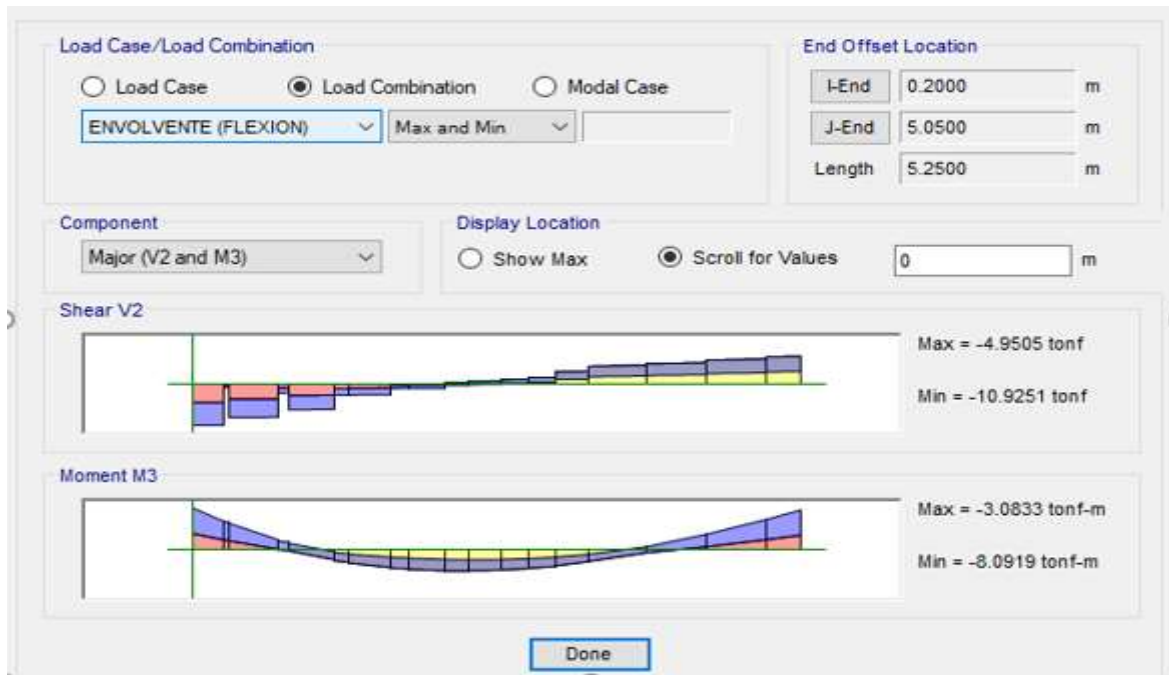 Load Case/Load Combination
Load Case Load Combination Modal Case
ENVOLVENTE (FLEXION) Max and Min
End Offset Location
I-End 0.2000 m
J-End 5.0500 m
Length 5.2500 m
Component
Major (V2 and M3)
Display Location
Show Max Scroll for Values 0 m
Shear V2
Max = -4.9505 tonf
Min = -10.9251 tonf
Moment M3
Max = -3.0833 tonf-m
Min = -8.0919 tonf-m
Done